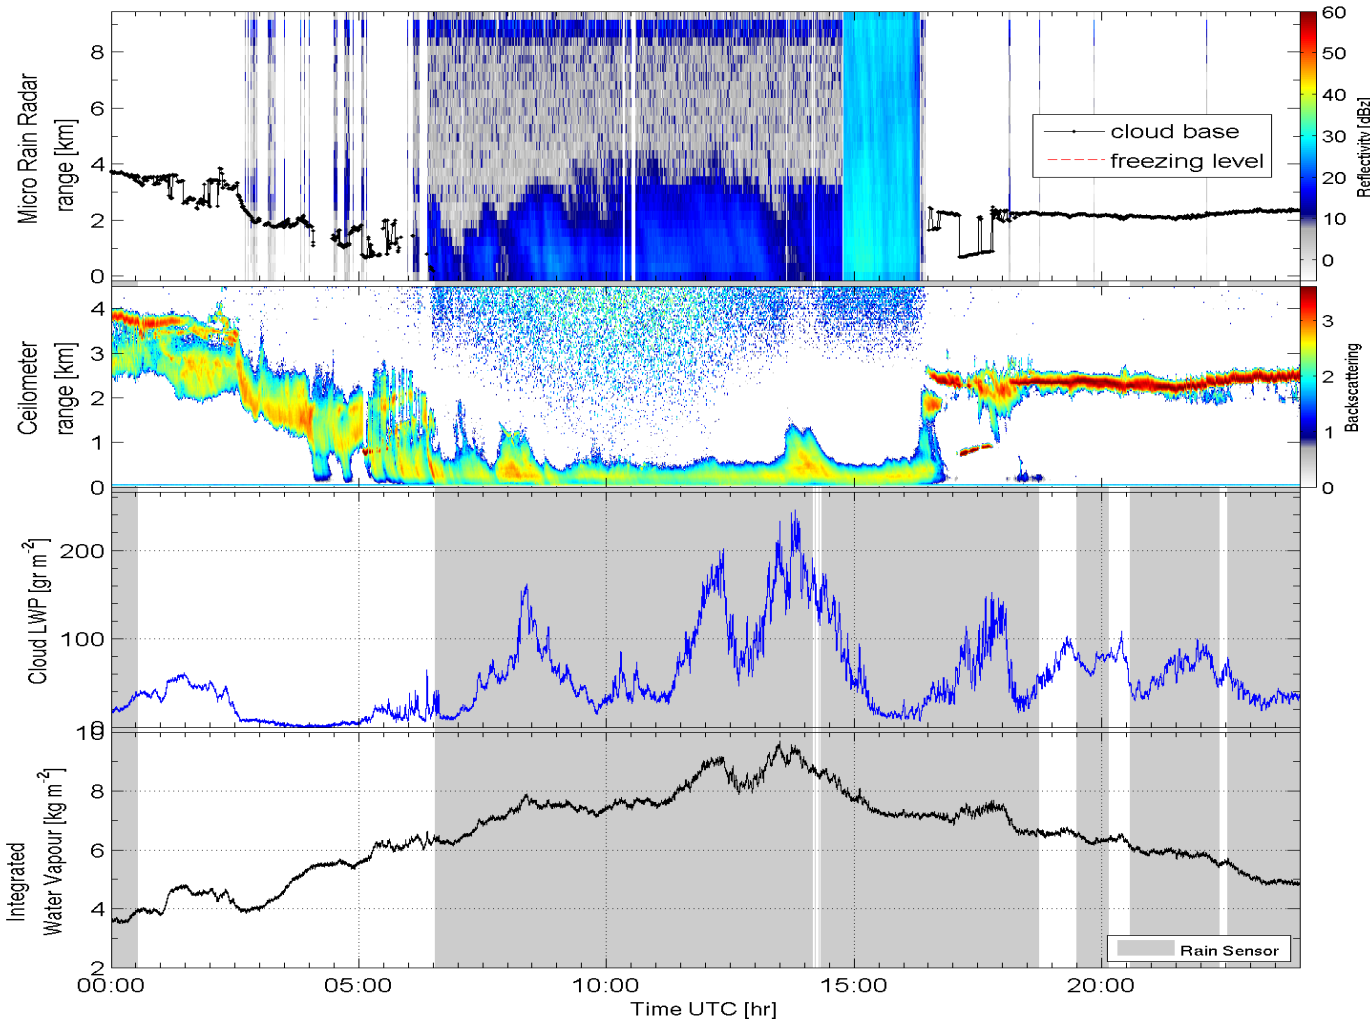 Micro Rain Radar
range [km]
8
6
4
2
0
cloud base
freezing level
60
50
40
30
20
10
0
Reflectivity [dBz]
Ceilometer
range [km]
4
3
2
1
0
3
2
1
0
Backscattering
Cloud LWP [gr m-2]
200
100
0
Integrated
Water Vapour [kg m-2]
10
8
6
4
2
Rain Sensor
00:00 05:00 10:00 15:00 20:00
Time UTC [hr]